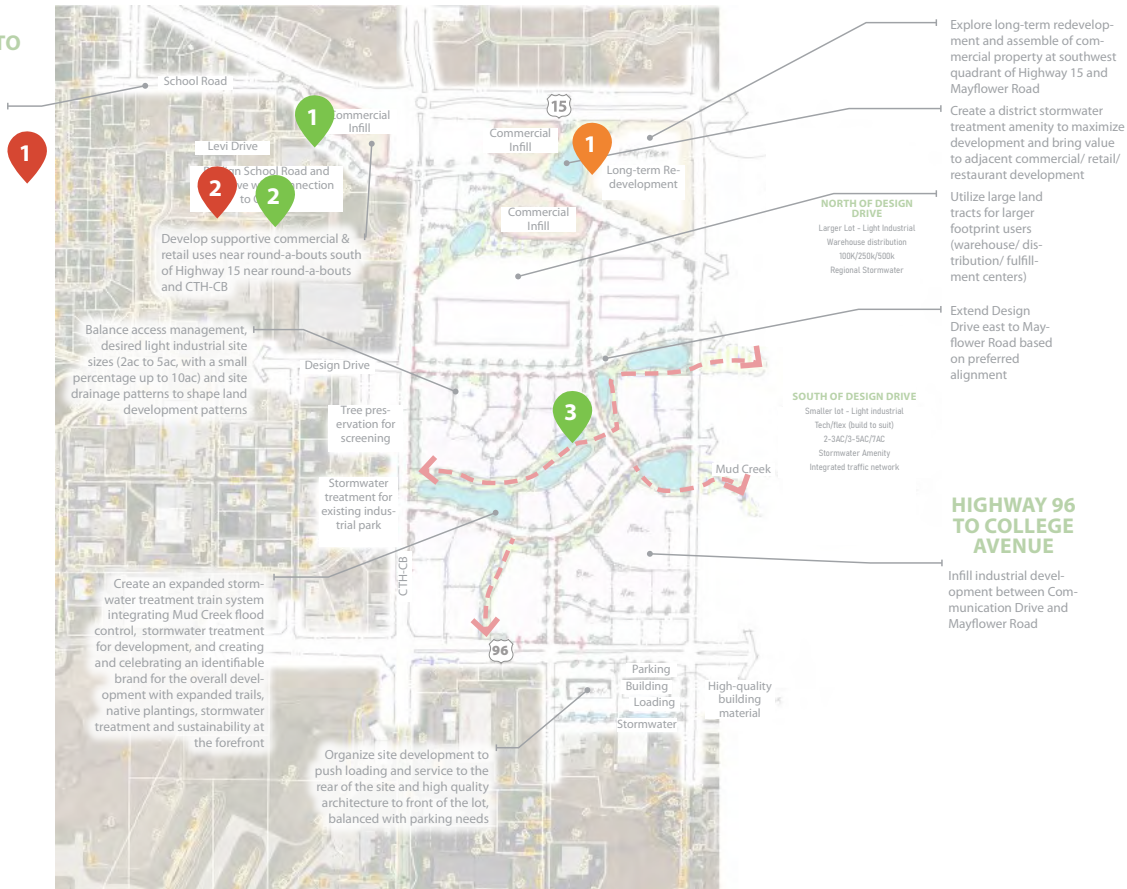 TO
School Road
1
1
Commercial
Infill
Levi Drive
2
2
Develop supportive commercial &
retail uses near round-a-bouts south
of Highway 15 near round-a-bouts
and CTH-CB
15
Commercial
Infill
1
Long-term Re-
development
Commercial
Infill
Explore long-term redevelop-
ment and assemble of com-
mercial property at southwest
quadrant of Highway 15 and
Mayflower Road
Create a district stormwater
treatment amenity to maximize
development and bring value
to adjacent commercial/ retail/
restaurant development
NORTH OF DESIGN
DRIVE
Larger Lot - Light Industrial
Warehouse distribution
100K/250k/500k
Regional Stormwater
Utilize large land
tracts for larger
footprint users
(warehouse/ dis-
tribution/ fulfill-
ment centers)
Balance access management,
desired light industrial site
sizes (2ac to 5ac, with a small
percentage up to 10ac) and site
drainage patterns to shape land
development patterns
Design Drive
Extend Design
Drive east to May-
flower Road based
on preferred
alignment
Tree pres-
ervation for
screening
3
SOUTH OF DESIGN DRIVE
Smaller lot - Light industrial
Tech/flex (build to suit)
2-3AC/3-5AC/7AC
Stormwater Amenity
Integrated traffic network
Stormwater
treatment for
existing indus-
trial park
Mud Creek
CTH-CB
HIGHWAY 96
TO COLLEGE
AVENUE
Infill industrial devel-
opment between Com-
munication Drive and
Mayflower Road
Create an expanded storm-
water treatment train system
integrating Mud Creek flood
control, stormwater treatment
for development, and creating
and celebrating an identifiable
brand for the overall devel-
opment with expanded trails,
native plantings, stormwater
treatment and sustainability at
the forefront
96
Parking
Building
Loading
Stormwater
High-quality
building
material
Organize site development to
push loading and service to the
rear of the site and high quality
architecture to front of the lot,
balanced with parking needs